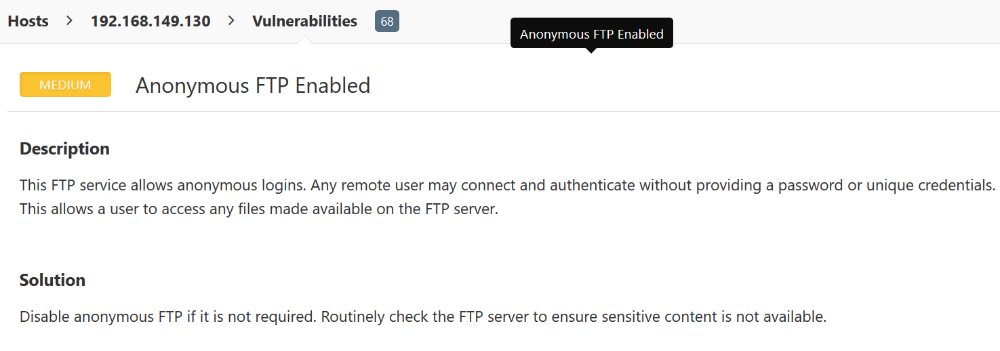 Hosts > 192.168.149.130 > Vulnerabilities 68
Anonymous FTP Enabled
MEDIUM Anonymous FTP Enabled
Description
This FTP service allows anonymous logins. Any remote user may connect and authenticate without providing a password or unique credentials.
This allows a user to access any files made available on the FTP server.
Solution
Disable anonymous FTP if it is not required. Routinely check the FTP server to ensure sensitive content is not available.